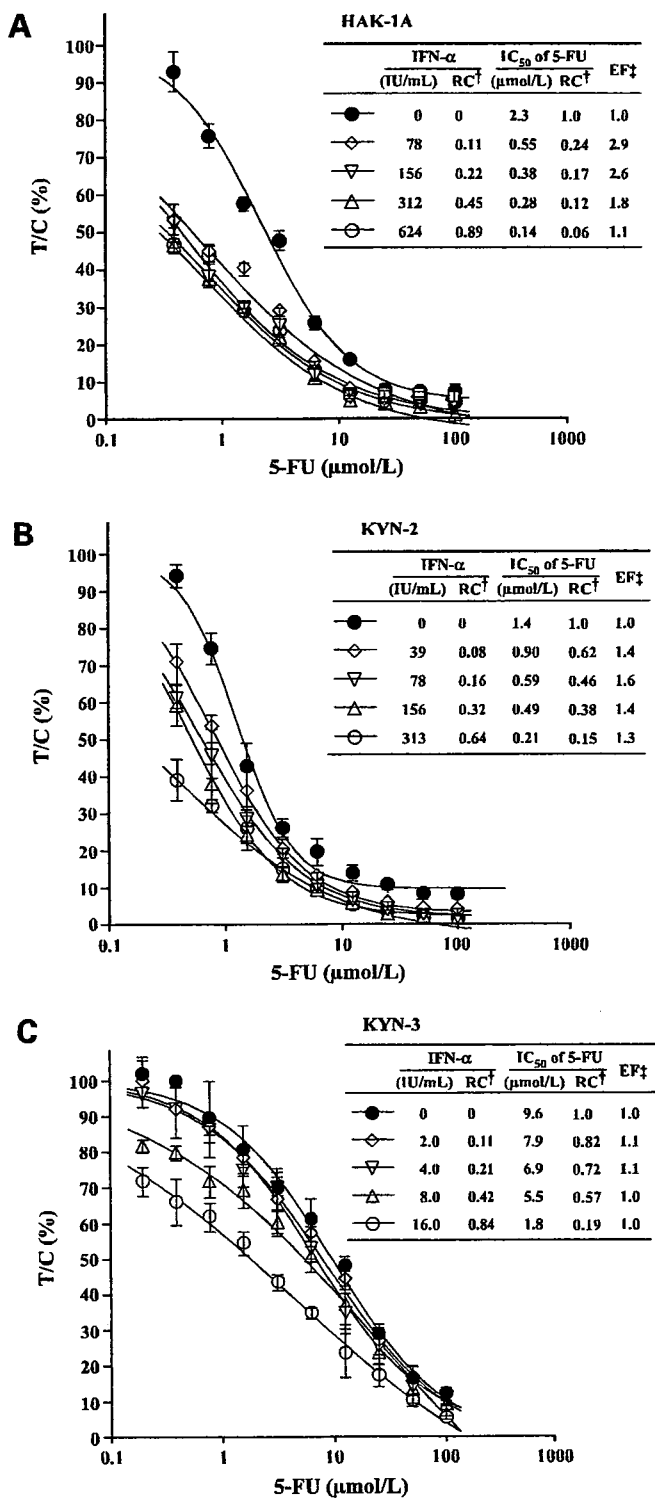 A
HAK-1A
IFN-α IC50 of 5-FU EF‡
(IU/mL) RC† (μmol/L) RC†
0 0 2.3 1.0 1.0
78 0.11 0.55 0.24 2.9
156 0.22 0.38 0.17 2.6
312 0.45 0.28 0.12 1.8
624 0.89 0.14 0.06 1.1
T/C (%)
100
90
80
70
60
50
40
30
20
10
0
0.1 1 10 100 1000
5-FU (μmol/L)
B
KYN-2
IFN-α IC50 of 5-FU EF‡
(IU/mL) RC† (μmol/L) RC†
0 0 1.4 1.0 1.0
39 0.08 0.90 0.62 1.4
78 0.16 0.59 0.46 1.6
156 0.32 0.49 0.38 1.4
313 0.64 0.21 0.15 1.3
T/C (%)
100
90
80
70
60
50
40
30
20
10
0
0.1 1 10 100 1000
5-FU (μmol/L)
C
KYN-3
IFN-α IC50 of 5-FU EF‡
(IU/mL) RC† (μmol/L) RC†
0 0 9.6 1.0 1.0
2.0 0.11 7.9 0.82 1.1
4.0 0.21 6.9 0.72 1.1
8.0 0.42 5.5 0.57 1.0
16.0 0.84 1.8 0.19 1.0
T/C (%)
100
90
80
70
60
50
40
30
20
10
0
0.1 1 10 100 1000
5-FU (μmol/L)